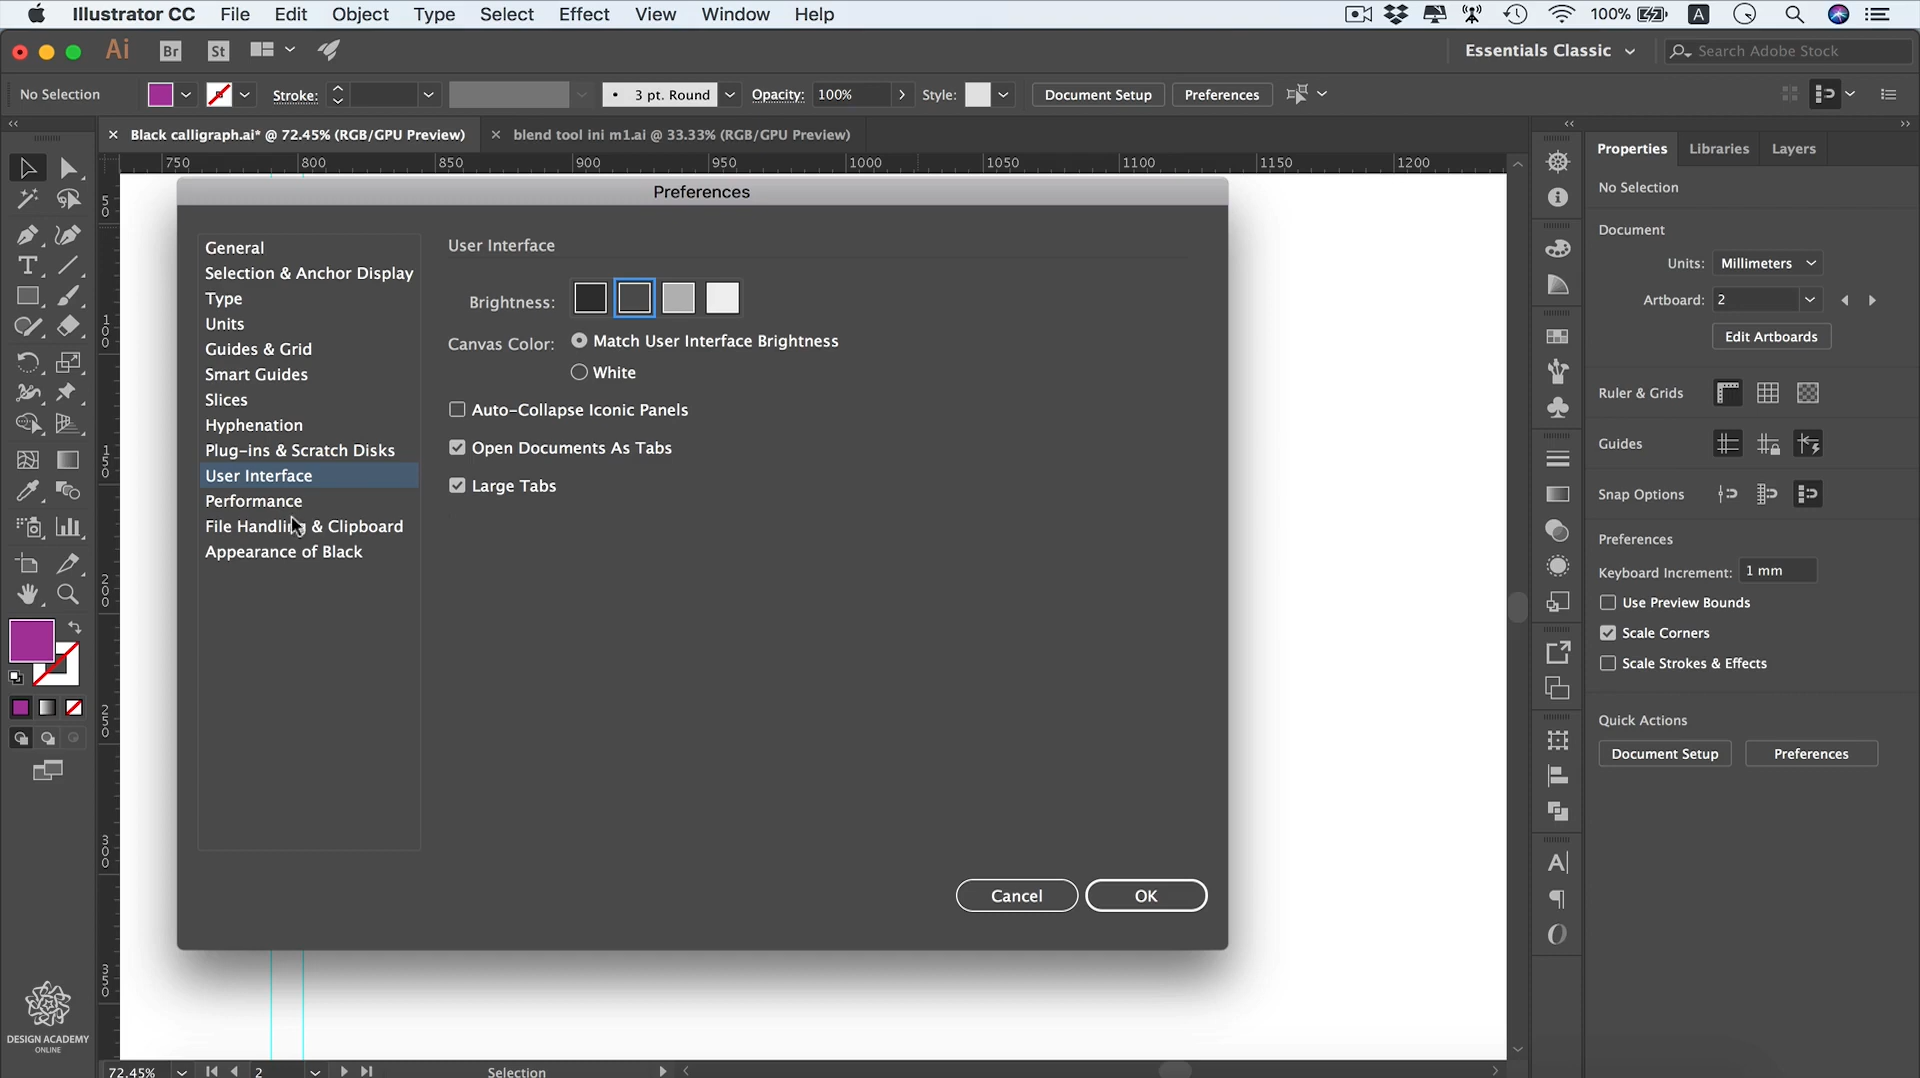 Illustrator CC File Edit Object Type Select Effect View Window Help 100% A
Ai Br St Essentials Classic Search Adobe Stock
No Selection Stroke: 3 pt. Round Opacity: 100% Style: Document Setup Preferences
Black calligraph.ai* @ 72.45% (RGB/GPU Preview) blend tool ini m1.ai @ 33.33% (RGB/GPU Preview)
750 800 850 900 950 1000 1050 1100 1150 1200
50
100
150
200
250
300
350
Preferences
General
Selection & Anchor Display
Type
Units
Guides & Grid
Smart Guides
Slices
Hyphenation
Plug-ins & Scratch Disks
User Interface
Performance
File Handling & Clipboard
Appearance of Black
User Interface
Brightness:
Canvas Color: Match User Interface Brightness
White
Auto-Collapse Iconic Panels
Open Documents As Tabs
Large Tabs
Cancel OK
Properties Libraries Layers
No Selection
Document
Units: Millimeters
Artboard: 2
Edit Artboards
Ruler & Grids
Guides
Snap Options
Preferences
Keyboard Increment: 1 mm
Use Preview Bounds
Scale Corners
Scale Strokes & Effects
Quick Actions
Document Setup Preferences
DESIGN ACADEMY
ONLINE
72.45% 2 Selection